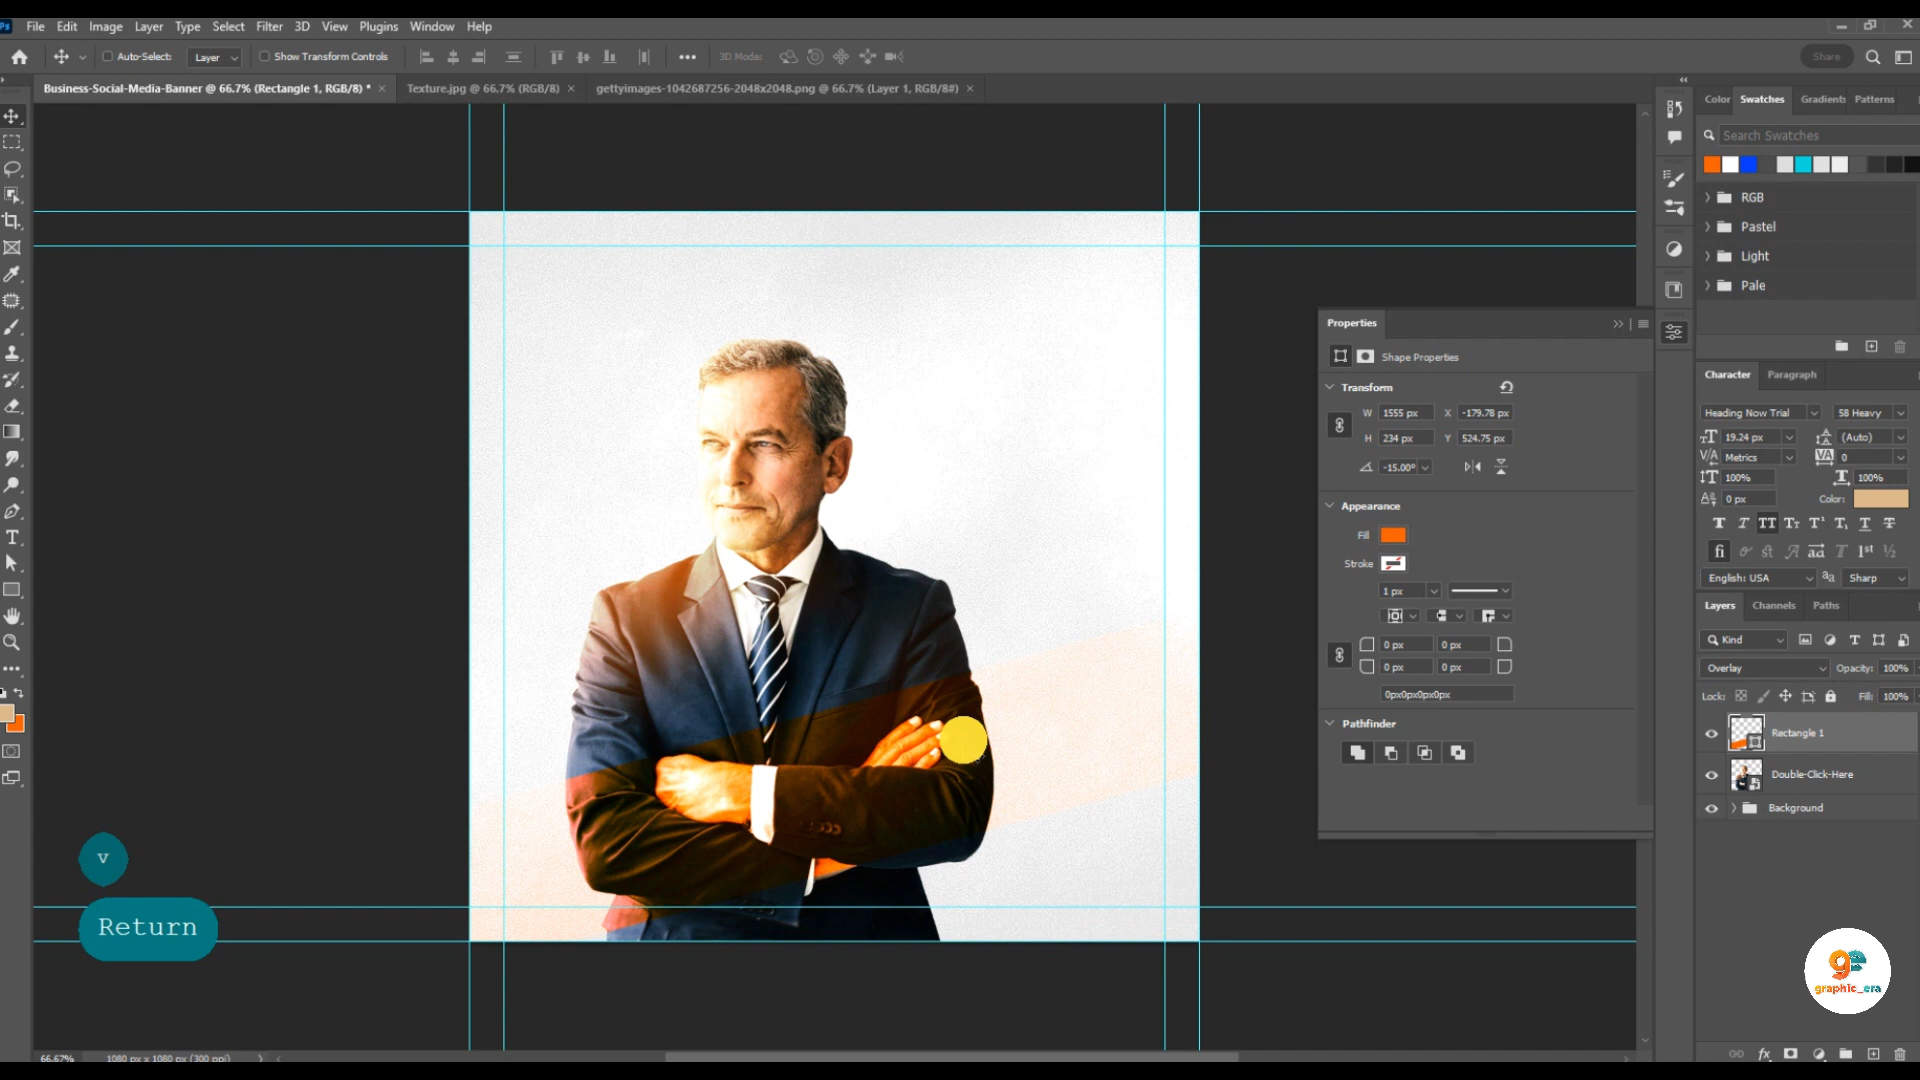 File Edit Image Layer Type Select Filter 3D View Plugins Window Help
Auto-Select: Layer Show Transform Controls 3D Mode: Share
Business-Social-Media-Banner @ 66.7% (Rectangle 1, RGB/8) * Texture.jpg @ 66.7% (RGB/8) gettyimages-1042687256-2048x2048.png @ 66.7% (Layer 1, RGB/8#)
Color Swatches Gradients Patterns
Search Swatches
RGB
Pastel
Light
Pale
Properties
Shape Properties
Transform
W 1555 px X -179.78 px
H 234 px Y 524.75 px
-15.00°
Appearance
Fill
Stroke
1 px
0 px 0 px
0 px 0 px
0px0px0px0px
Pathfinder
Character Paragraph
Heading Now Trial 58 Heavy
19.24 px (Auto)
Metrics 0
100% 100%
0 px Color:
English: USA Sharp
Layers Channels Paths
Kind
Overlay Opacity: 100%
Lock: Fill: 100%
Rectangle 1
Double-Click-Here
Background
v
Return
ge
graphic_era
66.67% 1080 px x 1080 px (300 ppi)